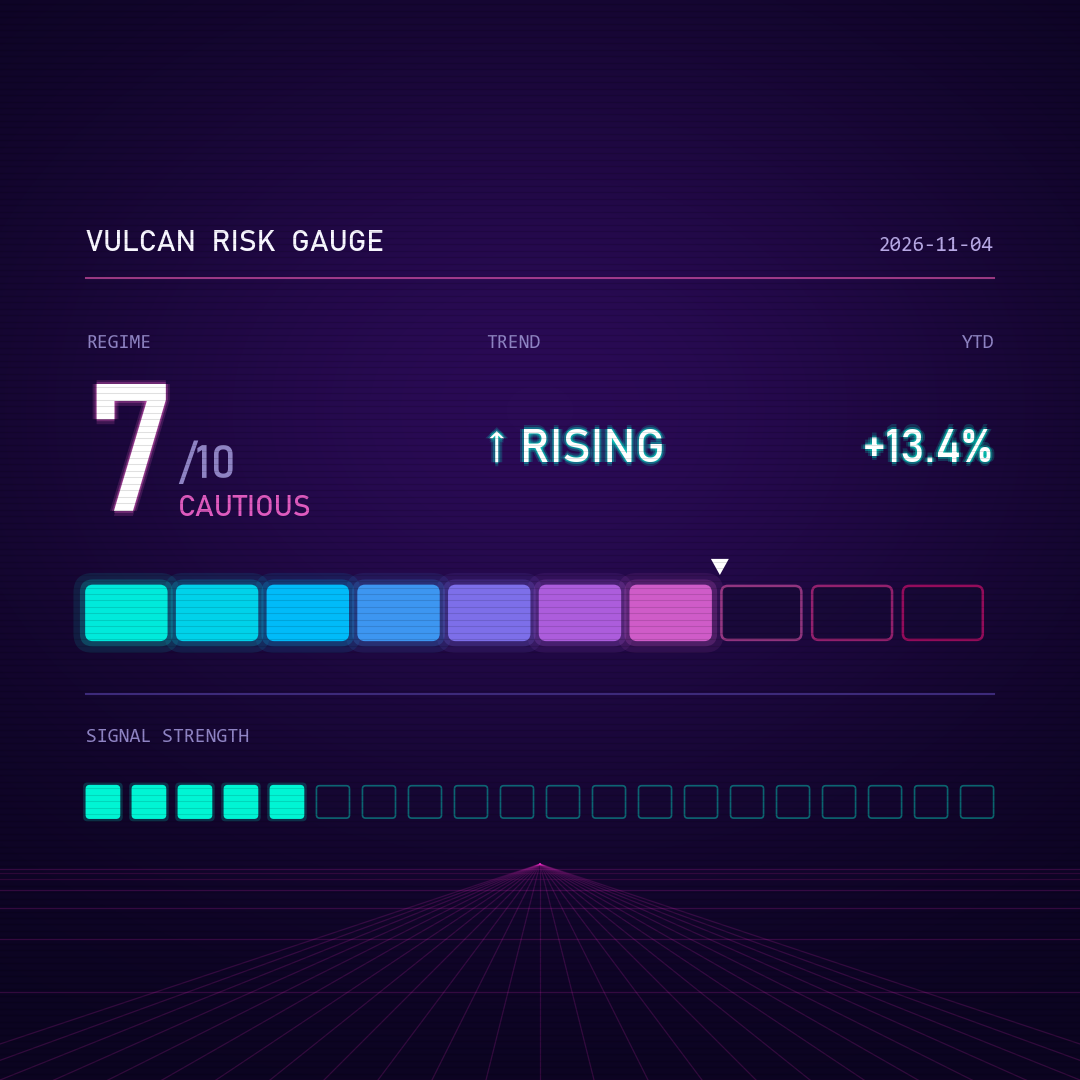 VULCAN RISK GAUGE
2026-11-04
REGIME
TREND
YTD
7/10
CAUTIOUS
↑ RISING
+13.4%
SIGNAL STRENGTH